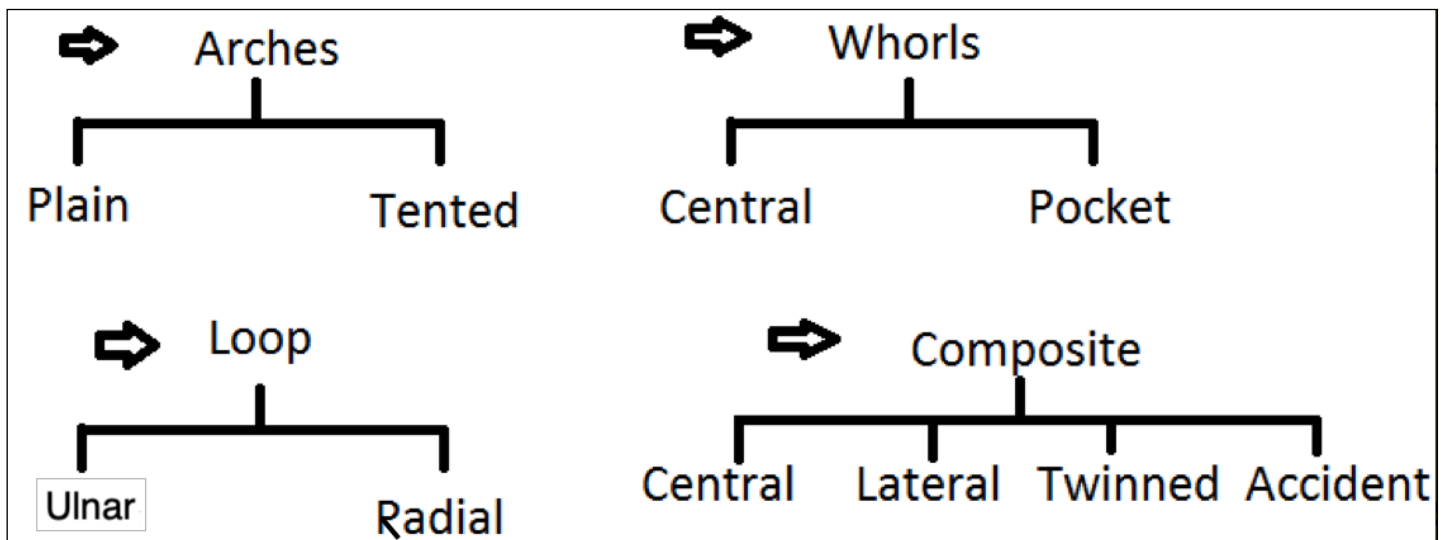 Arches
Whorls
Plain
Tented
Central
Pocket
Loop
Composite
Ulnar
Radial
Central
Lateral
Twinned
Accident